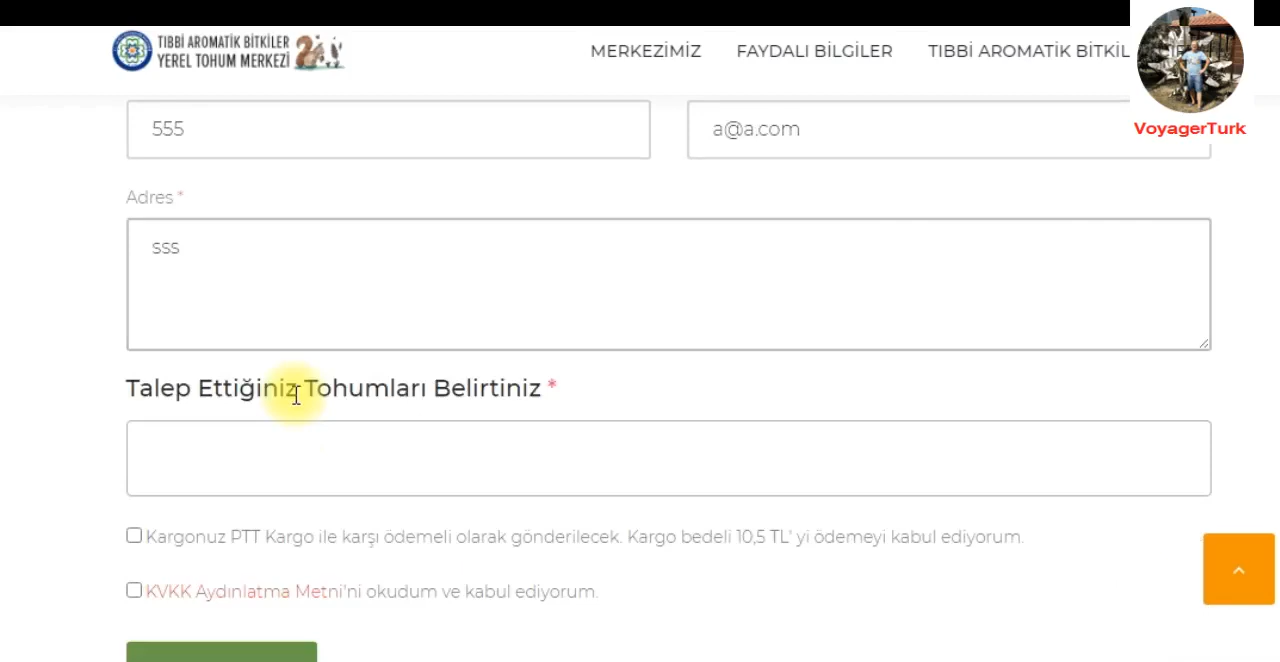 TIBBİ AROMATİK BİTKİLER
YEREL TOHUM MERKEZİ
MERKEZİMİZ FAYDALI BİLGİLER TIBBİ AROMATİK BİTKİL
VoyagerTurk
555 a@a.com
Adres *
sss
Talep Ettiğiniz Tohumları Belirtiniz *
Kargonuz PTT Kargo ile karşı ödemeli olarak gönderilecek. Kargo bedeli 10,5 TL' yi ödemeyi kabul ediyorum.
KVKK Aydınlatma Metni'ni okudum ve kabul ediyorum.